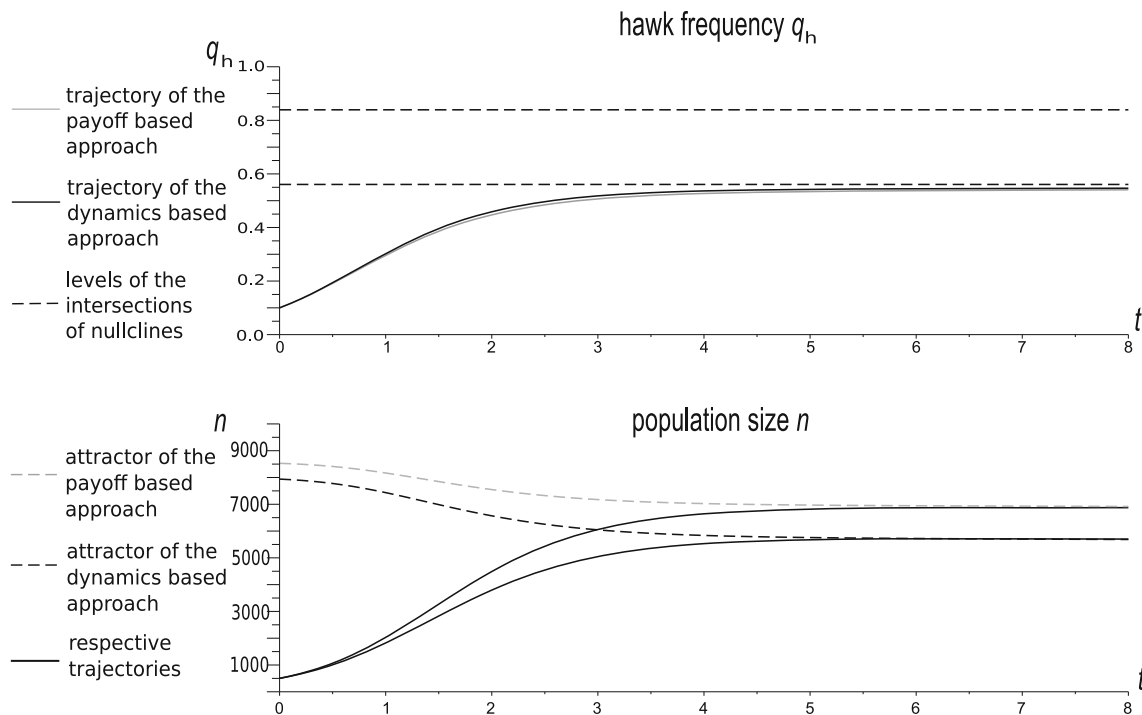 hawk frequency qh
qh
1.0
0.8
0.6
0.4
0.2
0.0
0 1 2 3 4 5 6 7 8
t
trajectory of the
payoff based
approach
trajectory of the
dynamics based
approach
levels of the
intersections
of nullclines
population size n
n
9000
7000
5000
3000
1000
0 1 2 3 4 5 6 7 8
t
attractor of the
payoff based
approach
attractor of the
dynamics based
approach
respective
trajectories